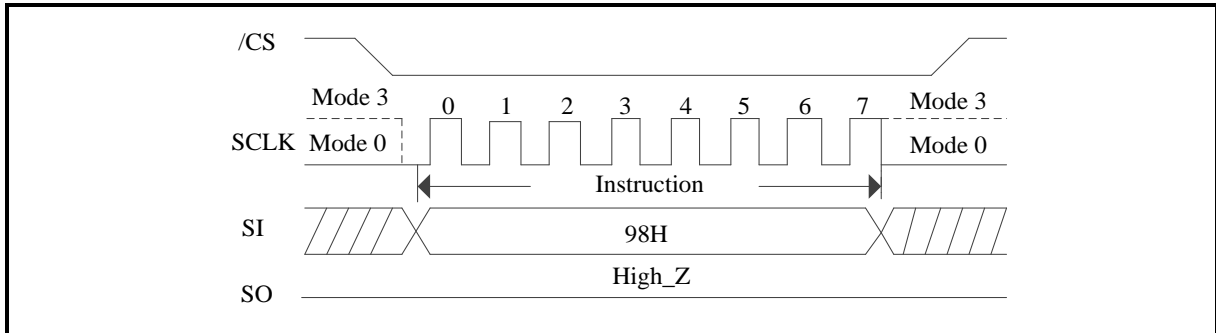 /CS
Mode 3 0 1 2 3 4 5 6 7 Mode 3
SCLK Mode 0 Mode 0
Instruction
SI 98H
High_Z
SO